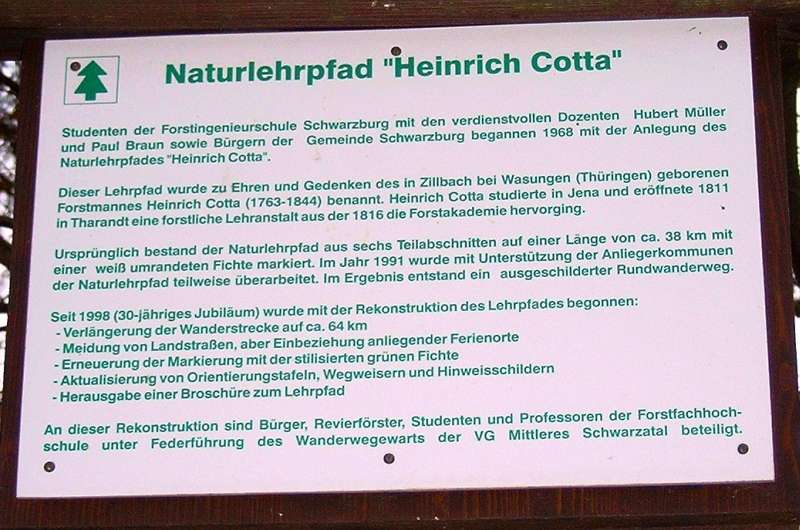 Naturlehrpfad "Heinrich Cotta"
Studenten der Forstingenieurschule Schwarzburg mit den verdienstvollen Dozenten Hubert Müller
und Paul Braun sowie Bürgern der Gemeinde Schwarzburg begannen 1968 mit der Anlegung des
Naturlehrpfades "Heinrich Cotta".
Dieser Lehrpfad wurde zu Ehren und Gedenken des in Zillbach bei Wasungen (Thüringen) geborenen
Forstmannes Heinrich Cotta (1763-1844) benannt. Heinrich Cotta studierte in Jena und eröffnete 1811
in Tharandt eine forstliche Lehranstalt aus der 1816 die Forstakademie hervorging.
Ursprünglich bestand der Naturlehrpfad aus sechs Teilabschnitten auf einer Länge von ca. 38 km mit
einer weiß umrandeten Fichte markiert. Im Jahr 1991 wurde mit Unterstützung der Anliegerkommunen
der Naturlehrpfad teilweise überarbeitet. Im Ergebnis entstand ein ausgeschilderter Rundwanderweg.
Seit 1998 (30-jähriges Jubiläum) wurde mit der Rekonstruktion des Lehrpfades begonnen:
- Verlängerung der Wanderstrecke auf ca. 64 km
- Meidung von Landstraßen, aber Einbeziehung anliegender Ferienorte
- Erneuerung der Markierung mit der stilisierten grünen Fichte
- Aktualisierung von Orientierungstafeln, Wegweisern und Hinweisschildern
- Herausgabe einer Broschüre zum Lehrpfad
An dieser Rekonstruktion sind Bürger, Revierförster, Studenten und Professoren der Forstfachhoch-
schule unter Federführung des Wanderwegewarts der VG Mittleres Schwarzatal beteiligt.